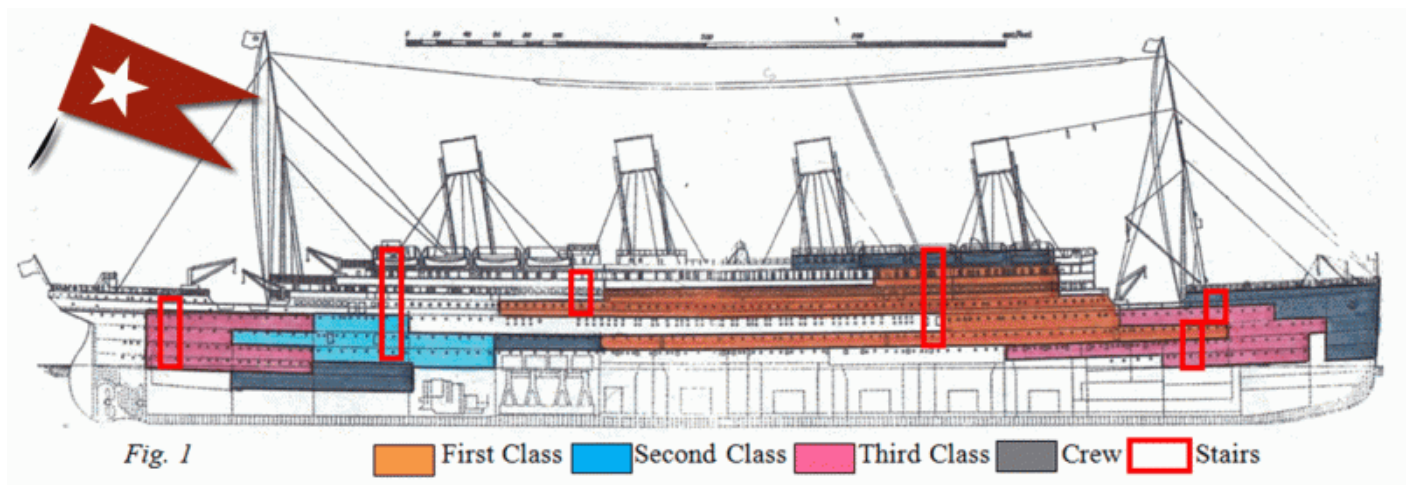 Fig. 1
First Class
Second Class
Third Class
Crew
Stairs